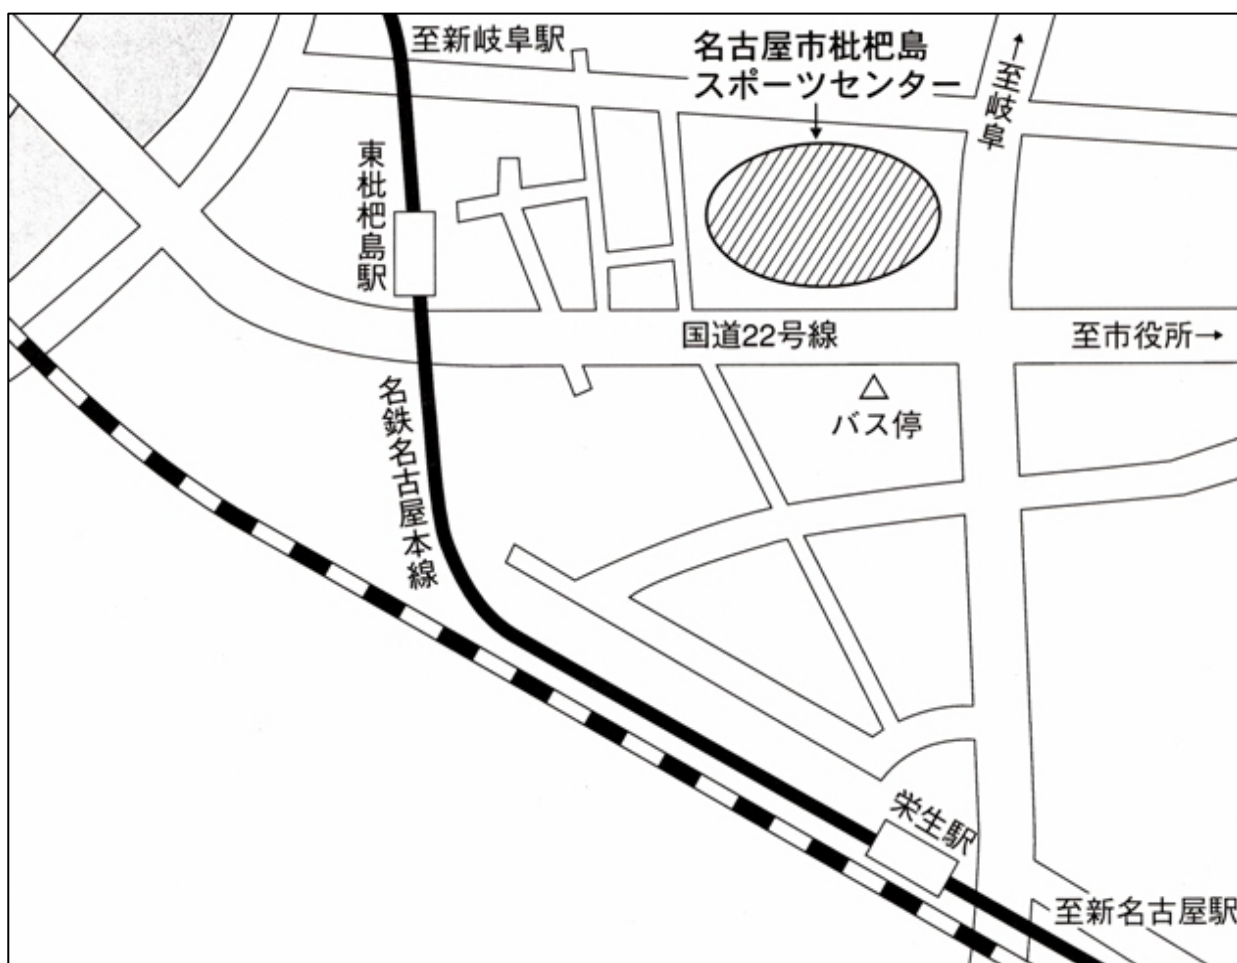 至新岐阜駅
名古屋市枇杷島
スポーツセンター
↑至岐阜
東枇杷島駅
国道22号線
至市役所→
バス停
名鉄名古屋本線
栄生駅
至新名古屋駅